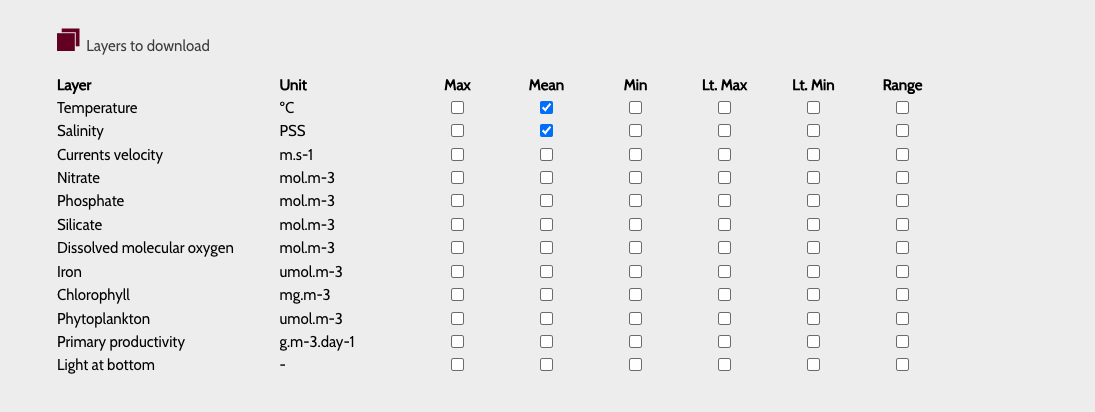 Layers to download
Layer Unit Max Mean Min Lt. Max Lt. Min Range
Temperature °C
Salinity PSS
Currents velocity m.s-1
Nitrate mol.m-3
Phosphate mol.m-3
Silicate mol.m-3
Dissolved molecular oxygen mol.m-3
Iron umol.m-3
Chlorophyll mg.m-3
Phytoplankton umol.m-3
Primary productivity g.m-3.day-1
Light at bottom -